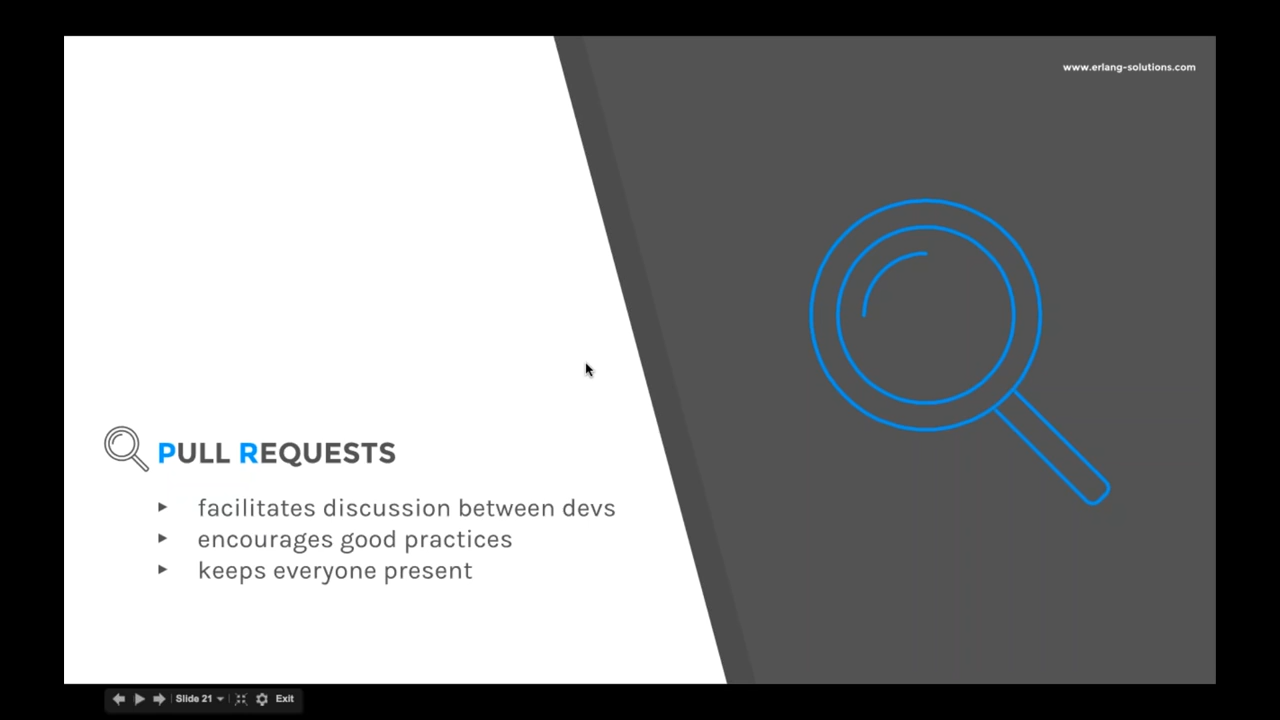 www.erlang-solutions.com
PULL REQUESTS
facilitates discussion between devs
encourages good practices
keeps everyone present
Slide 21 Exit